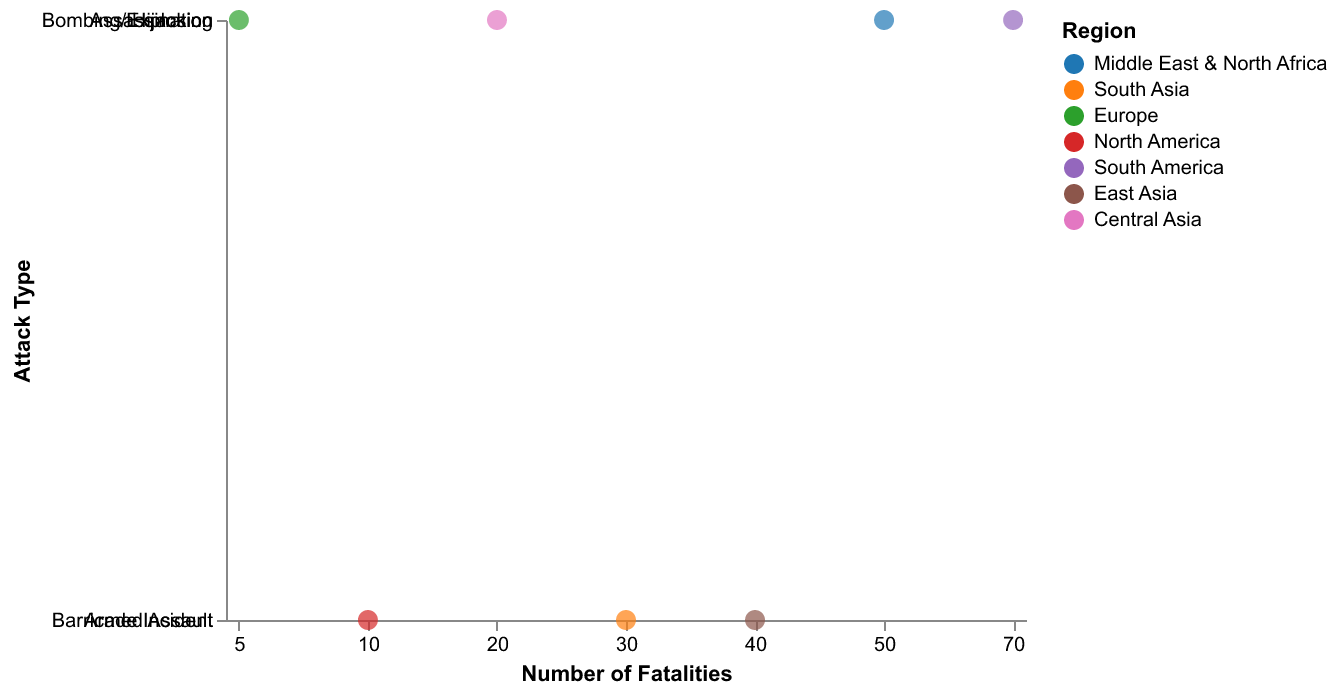 Region
Middle East & North Africa
South Asia
Europe
North America
South America
East Asia
Central Asia
Attack Type
5 10 20 30 40 50 70
Number of Fatalities